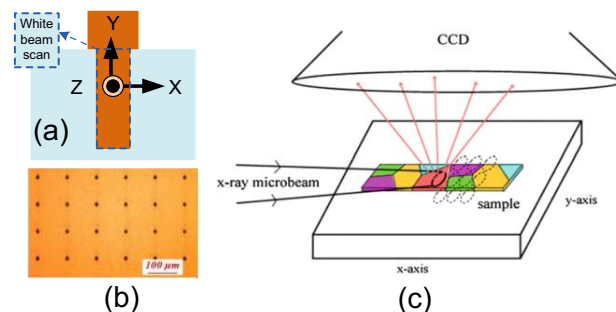 White
beam
scan
Y
Z
X
(a)
100 µm
(b)
CCD
x-ray microbeam
sample
y-axis
x-axis
(c)